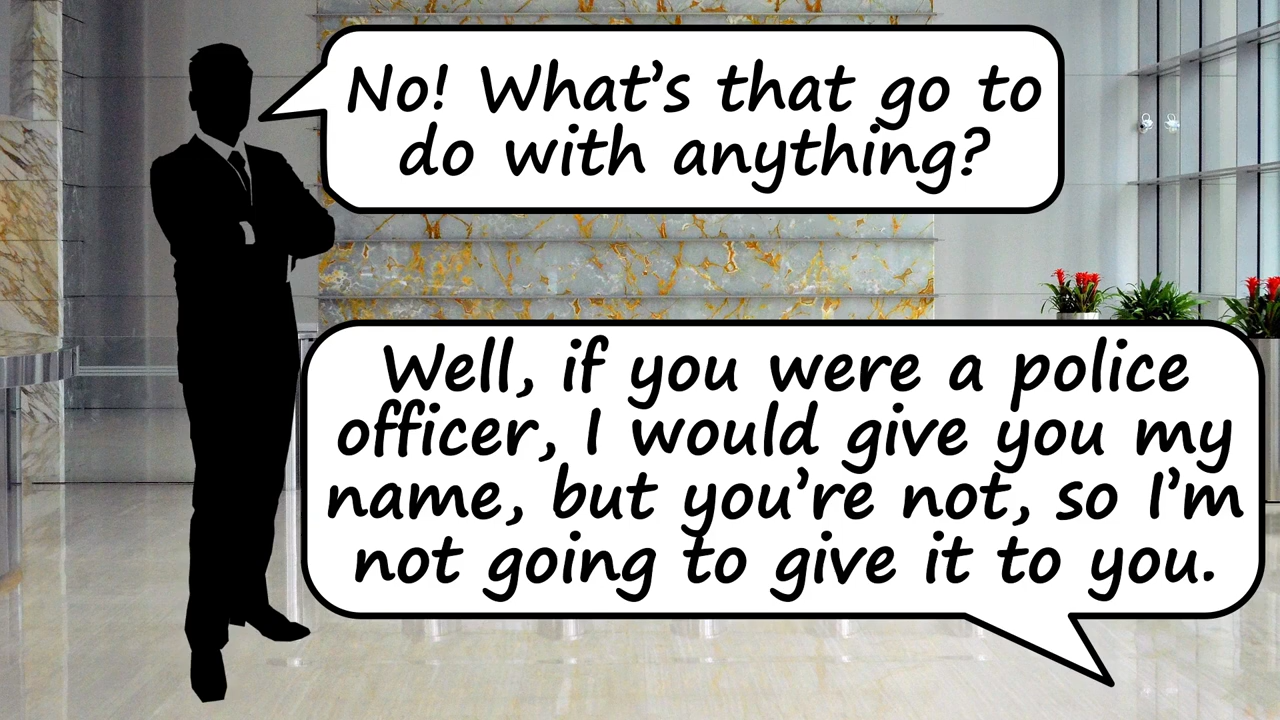 No! What's that go to
do with anything?
Well, if you were a police
officer, I would give you my
name, but you're not, so I'm
not going to give it to you.